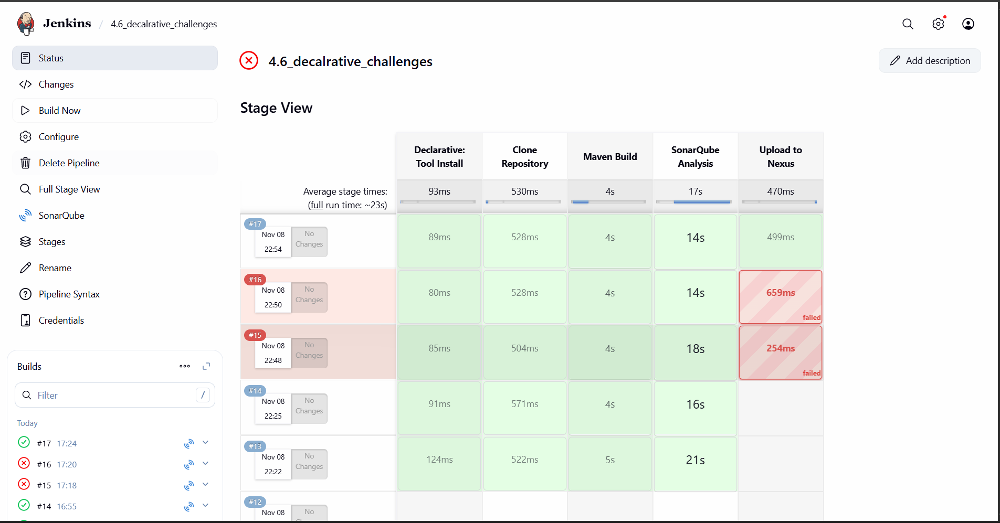 Jenkins / 4.6_decalrative_challenges
Status
Changes
Build Now
Configure
Delete Pipeline
Full Stage View
SonarQube
Stages
Rename
Pipeline Syntax
Credentials
Builds
Filter /
Today
#17 17:24
#16 17:20
#15 17:18
#14 16:55
4.6_decalrative_challenges
Add description
Stage View
Declarative: Tool Install
Clone Repository
Maven Build
SonarQube Analysis
Upload to Nexus
Average stage times:
(full run time: ~23s)
93ms 530ms 4s 17s 470ms
#17
Nov 08
22:54
No Changes
89ms 528ms 4s 14s 499ms
#16
Nov 08
22:50
No Changes
80ms 528ms 4s 14s 659ms
failed
#15
Nov 08
22:48
No Changes
85ms 504ms 4s 18s 254ms
failed
#14
Nov 08
22:25
No Changes
91ms 571ms 4s 16s
#13
Nov 08
22:22
No Changes
124ms 522ms 5s 21s
#12
Nov 08
No